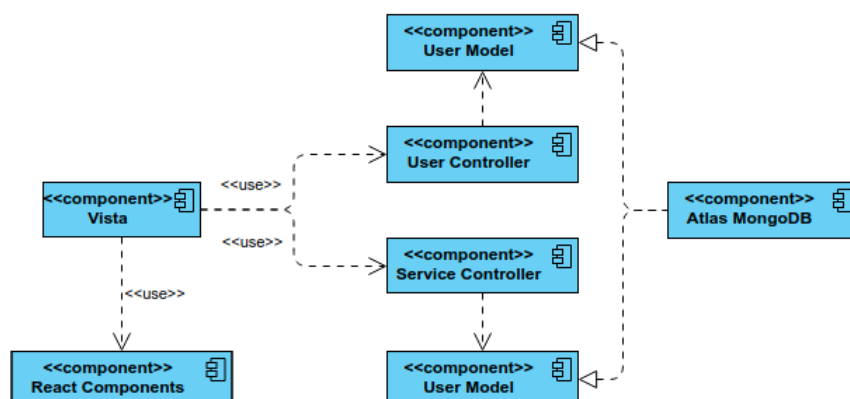 <<component>>
User Model
<<component>>
User Controller
<<use>>
<<component>>
Vista
<<component>>
Atlas MongoDB
<<use>>
<<component>>
Service Controller
<<use>>
<<component>>
React Components
<<component>>
User Model